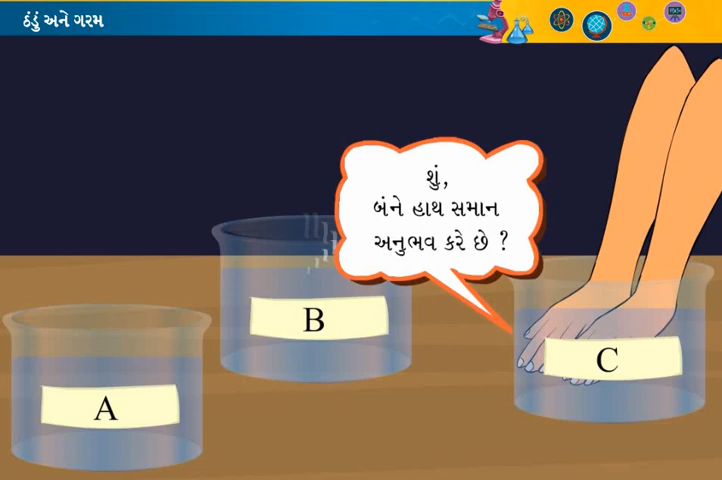 ઠંડું અને ગરમ
શું,
બંને હાથ સમાન
અનુભવ કરે છે ?
B
C
A